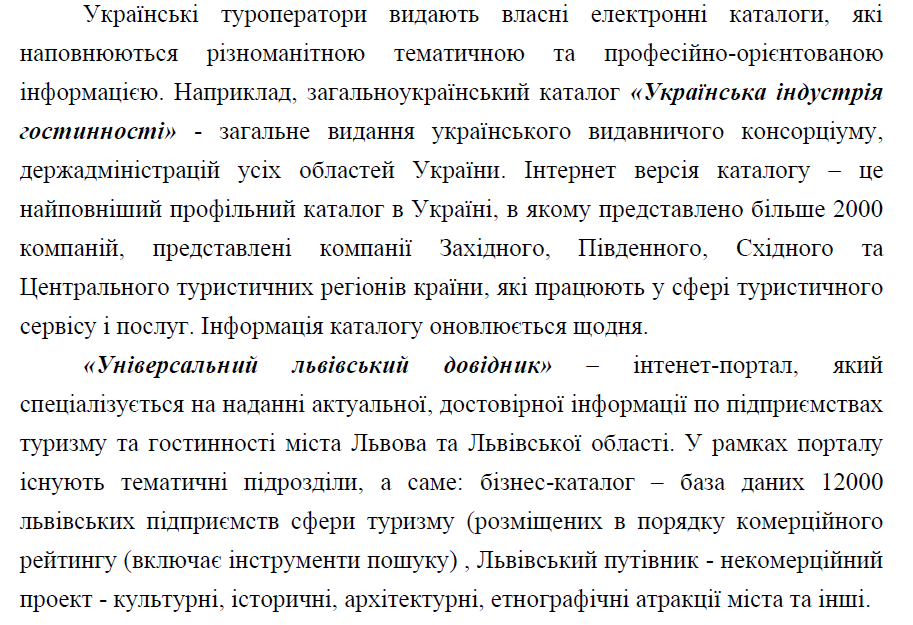 Українські туроператори видають власні електронні каталоги, які
наповнюються різноманітною тематичною та професійно-орієнтованою
інформацією. Наприклад, загальноукраїнський каталог «Українська індустрія
гостинності» - загальне видання українського видавничого консорціуму,
держадміністрацій усіх областей України. Інтернет версія каталогу – це
найповніший профільний каталог в Україні, в якому представлено більше 2000
компаній, представлені компанії Західного, Південного, Східного та
Центрального туристичних регіонів країни, які працюють у сфері туристичного
сервісу і послуг. Інформація каталогу оновлюється щодня.
«Універсальний львівський довідник» – інтенет-портал, який
спеціалізується на наданні актуальної, достовірної інформації по підприємствах
туризму та гостинності міста Львова та Львівської області. У рамках порталу
існують тематичні підрозділи, а саме: бізнес-каталог – база даних 12000
львівських підприємств сфери туризму (розміщених в порядку комерційного
рейтингу (включає інструменти пошуку) , Львівський путівник - некомерційний
проект - культурні, історичні, архітектурні, етнографічні атракції міста та інші.